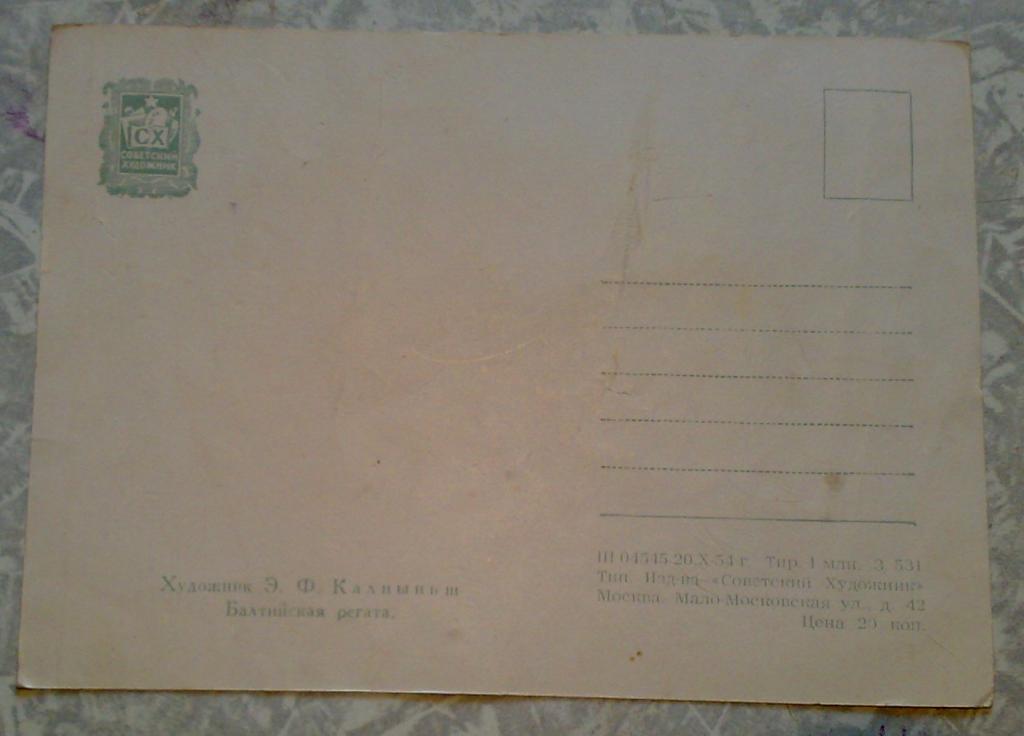 СХ
СОВЕТСКИЙ
ХУДОЖНИК
Художник Э. Ф. Калныньш
Балтийская регата.
Ш 04545 20.X-54 г. Тир. 1 млн. З. 531
Тип. Изд-ва «Советский Художник»
Москва. Мало-Московская ул., д. 42
Цена 20 коп.